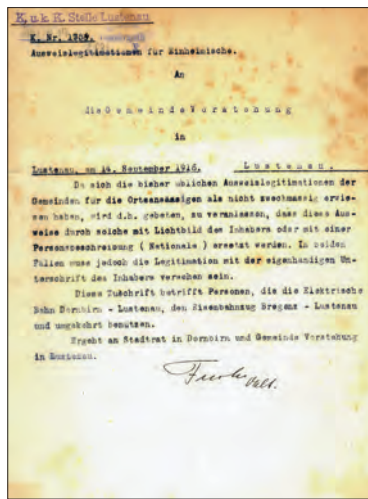 K. u. k. K. Stelle Lustenau
K. Nr. 1389.
Ausweislegitimationen für Einheimische.
An
die Gemeinde Vorstehung
in
Lustenau, am 14. November 1916. Lustenau.
Da sich die bisher üblichen Ausweislegitimationen der
Gemeinden für die Ortsansässigen als nicht zweckmässig erwie-
sen haben, wird d.h. gebeten, zu veranlassen, dass diese Aus-
weise durch solche mit Lichtbild des Inhabers oder mit einer
Personsbeschreibung ( Nationale ) ersetzt werden. In beiden
Fällen muss jedoch die Legitimation mit der eigenhändigen Un-
terschrift des Inhabers versehen sein.
Diese Zuschrift betrifft Personen, die die Elektrische
Bahn Dornbirn - Lustenau, den Eisenbahnzug Bregenz - Lustenau
und umgekehrt benutzen.
Ergeht an Stadtrat in Dornbirn und Gemeinde Vorstehung
in Lustenau.